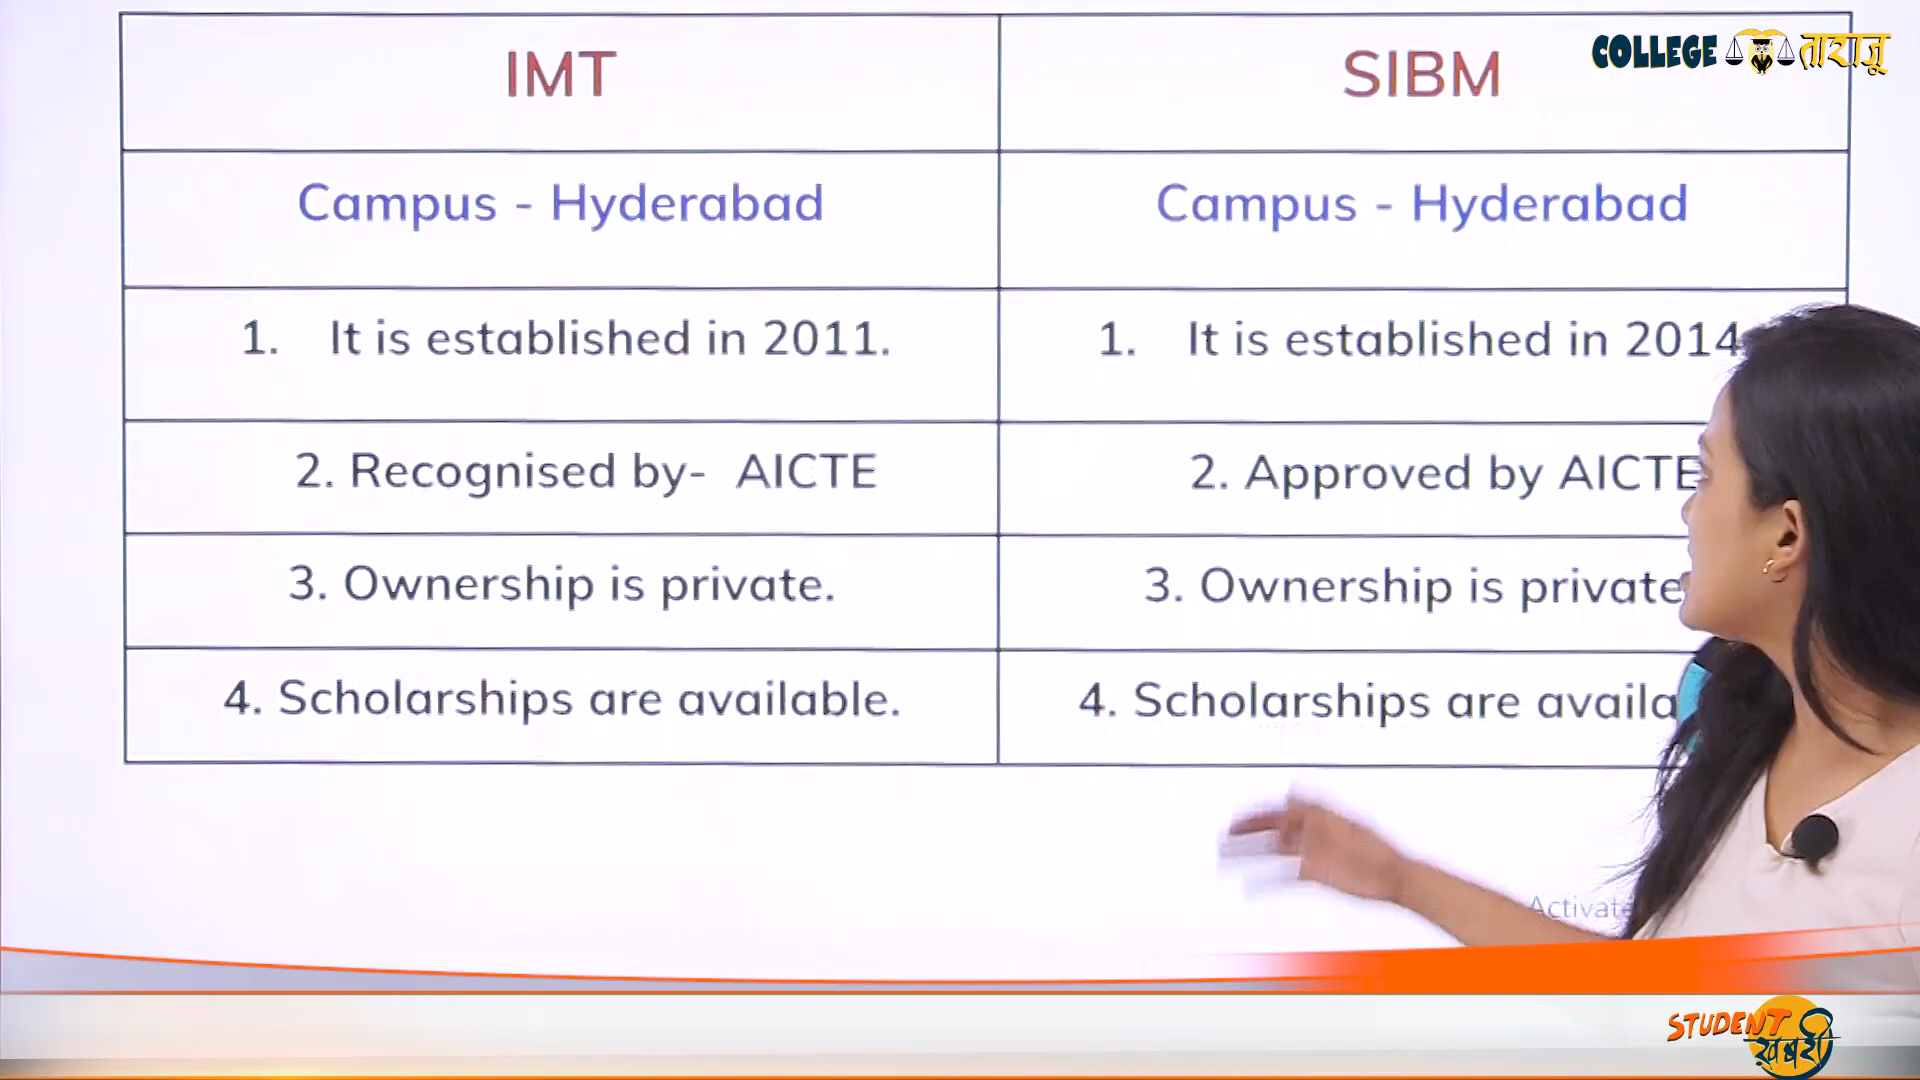 COLLEGE ताराजू
IMT
SIBM
Campus - Hyderabad
Campus - Hyderabad
1. It is established in 2011.
1. It is established in 2014
2. Recognised by- AICTE
2. Approved by AICTE
3. Ownership is private.
3. Ownership is private
4. Scholarships are available.
4. Scholarships are availa
Activate
STUDENT
ख़बरी